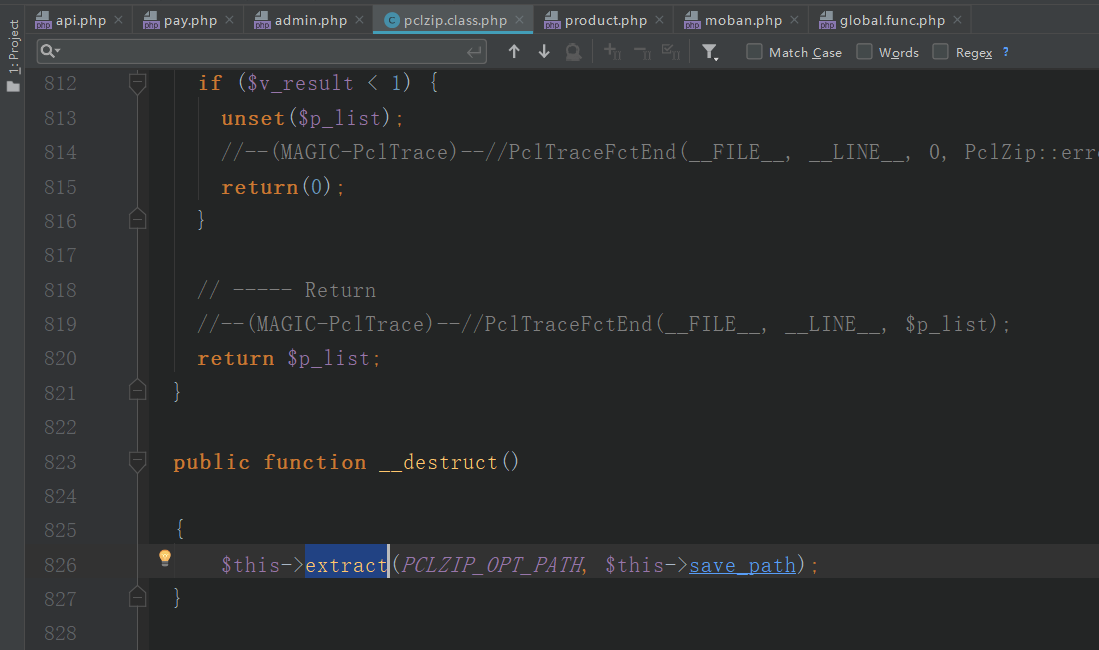 api.php
pay.php
admin.php
pclzip.class.php
product.php
moban.php
global.func.php
1: Project
Match Case
Words
Regex
?
812 if ($v_result < 1) {
813 unset($p_list);
814 //--(MAGIC-PclTrace)--//PclTraceFctEnd(__FILE__, __LINE__, 0, PclZip::erro
815 return(0);
816 }
817
818 // ----- Return
819 //--(MAGIC-PclTrace)--//PclTraceFctEnd(__FILE__, __LINE__, $p_list);
820 return $p_list;
821 }
822
823 public function __destruct()
824
825 {
826 $this->extract(PCLZIP_OPT_PATH, $this->save_path);
827 }
828